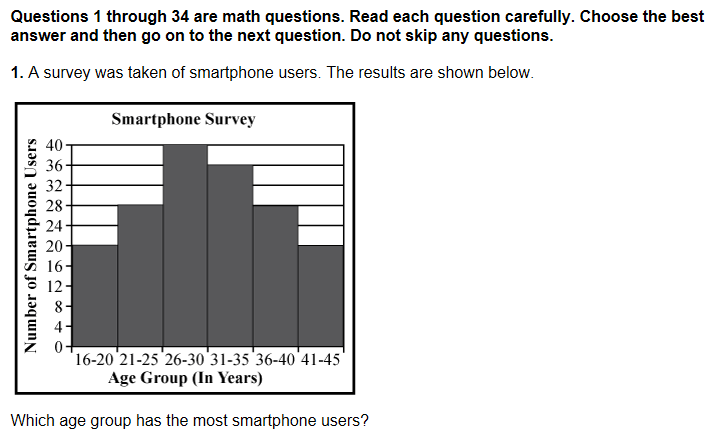 Questions 1 through 34 are math questions. Read each question carefully. Choose the best
answer and then go on to the next question. Do not skip any questions.
1. A survey was taken of smartphone users. The results are shown below.
Smartphone Survey
Number of Smartphone Users
40
36
32
28
24
20
16
12
8
4
0
16-20 21-25 26-30 31-35 36-40 41-45
Age Group (In Years)
Which age group has the most smartphone users?